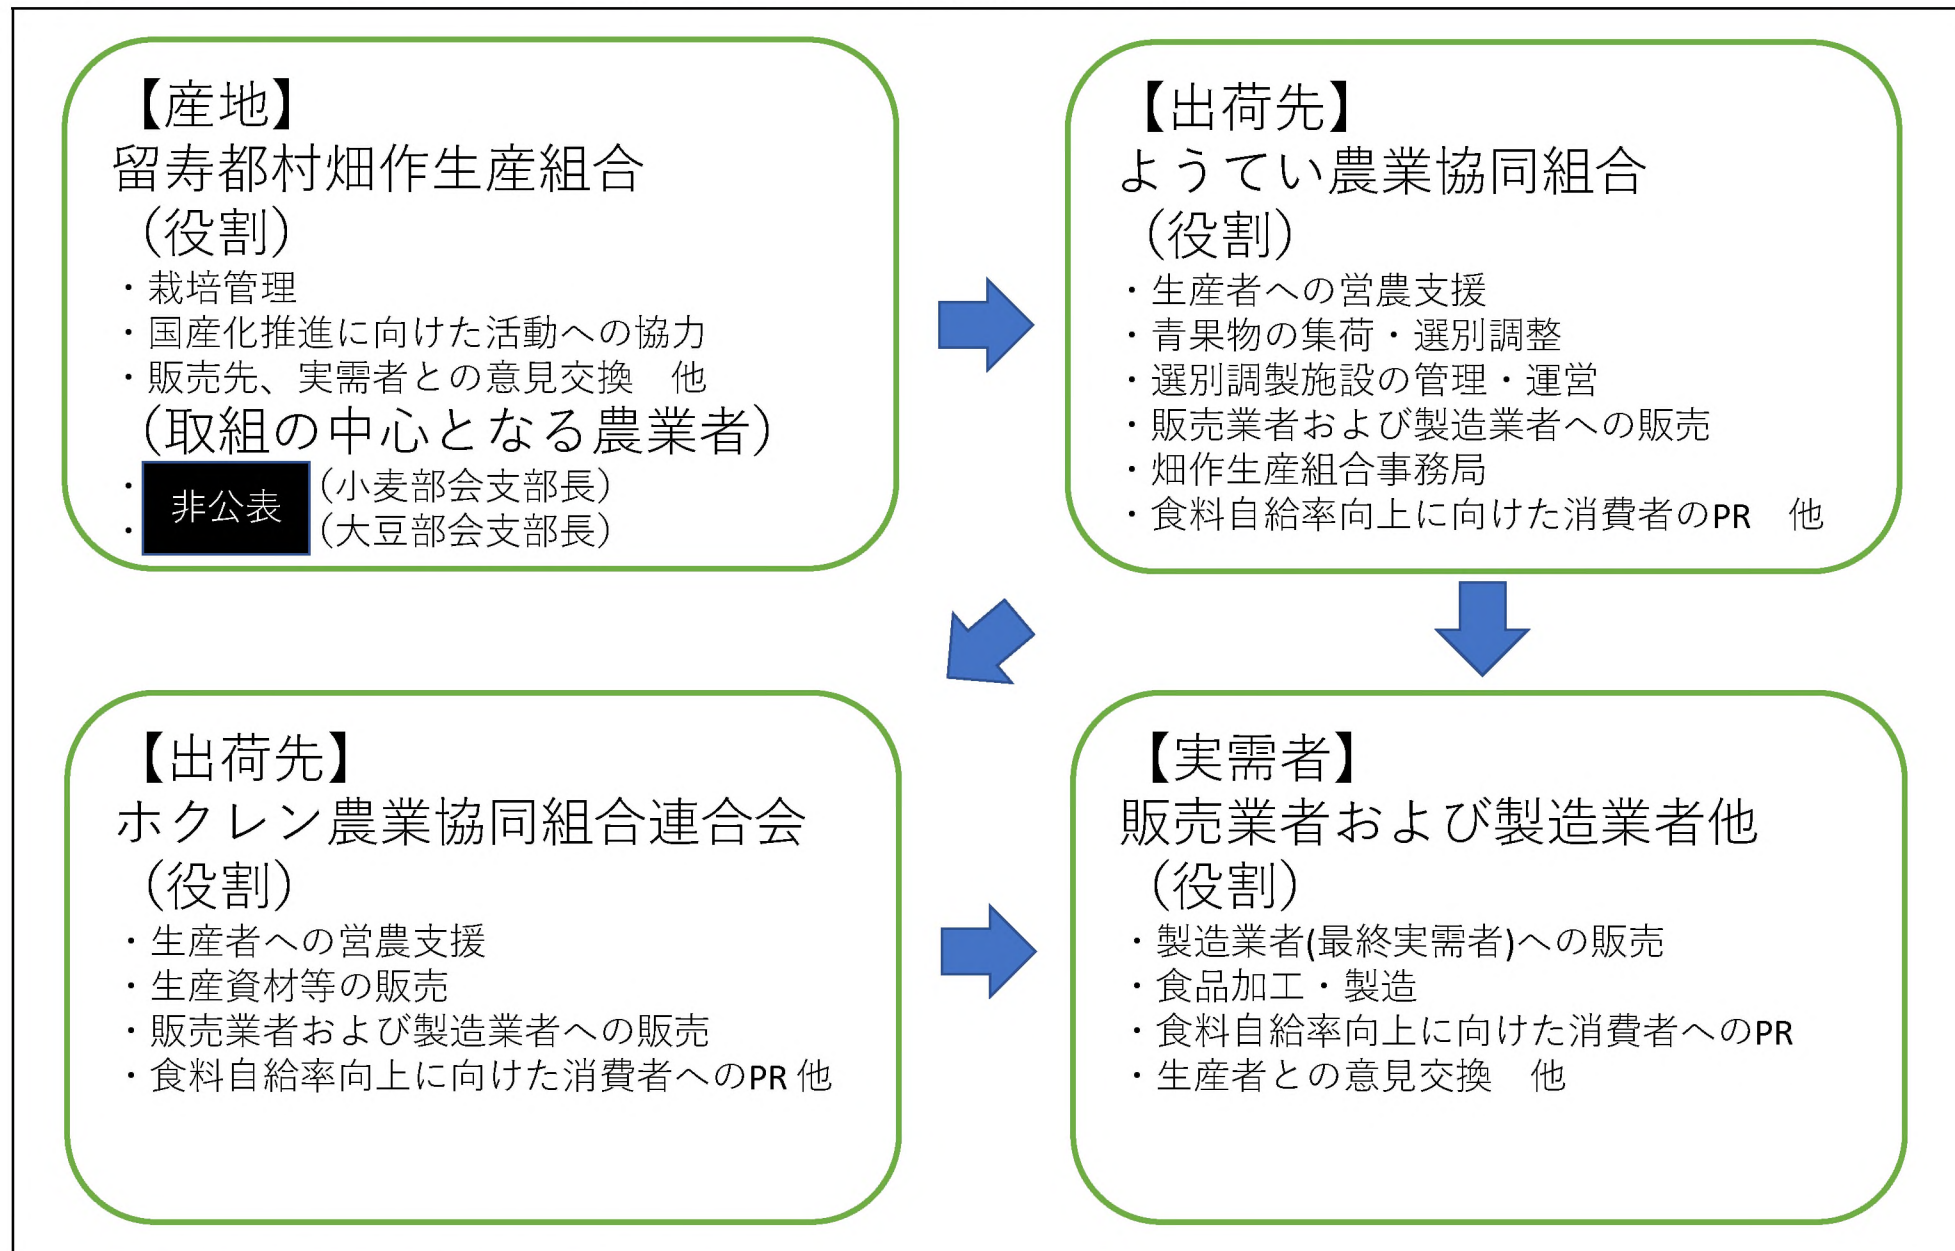 【産地】
留寿都村畑作生産組合
（役割）
・栽培管理
・国産化推進に向けた活動への協力
・販売先、実需者との意見交換　他
（取組の中心となる農業者）
・非公表（小麦部会支部長）
・（大豆部会支部長）
【出荷先】
ようてい農業協同組合
（役割）
・生産者への営農支援
・青果物の集荷・選別調整
・選別調製施設の管理・運営
・販売業者および製造業者への販売
・畑作生産組合事務局
・食料自給率向上に向けた消費者のPR　他
【出荷先】
ホクレン農業協同組合連合会
（役割）
・生産者への営農支援
・生産資材等の販売
・販売業者および製造業者への販売
・食料自給率向上に向けた消費者へのPR 他
【実需者】
販売業者および製造業者他
（役割）
・製造業者(最終実需者)への販売
・食品加工・製造
・食料自給率向上に向けた消費者へのPR
・生産者との意見交換　他